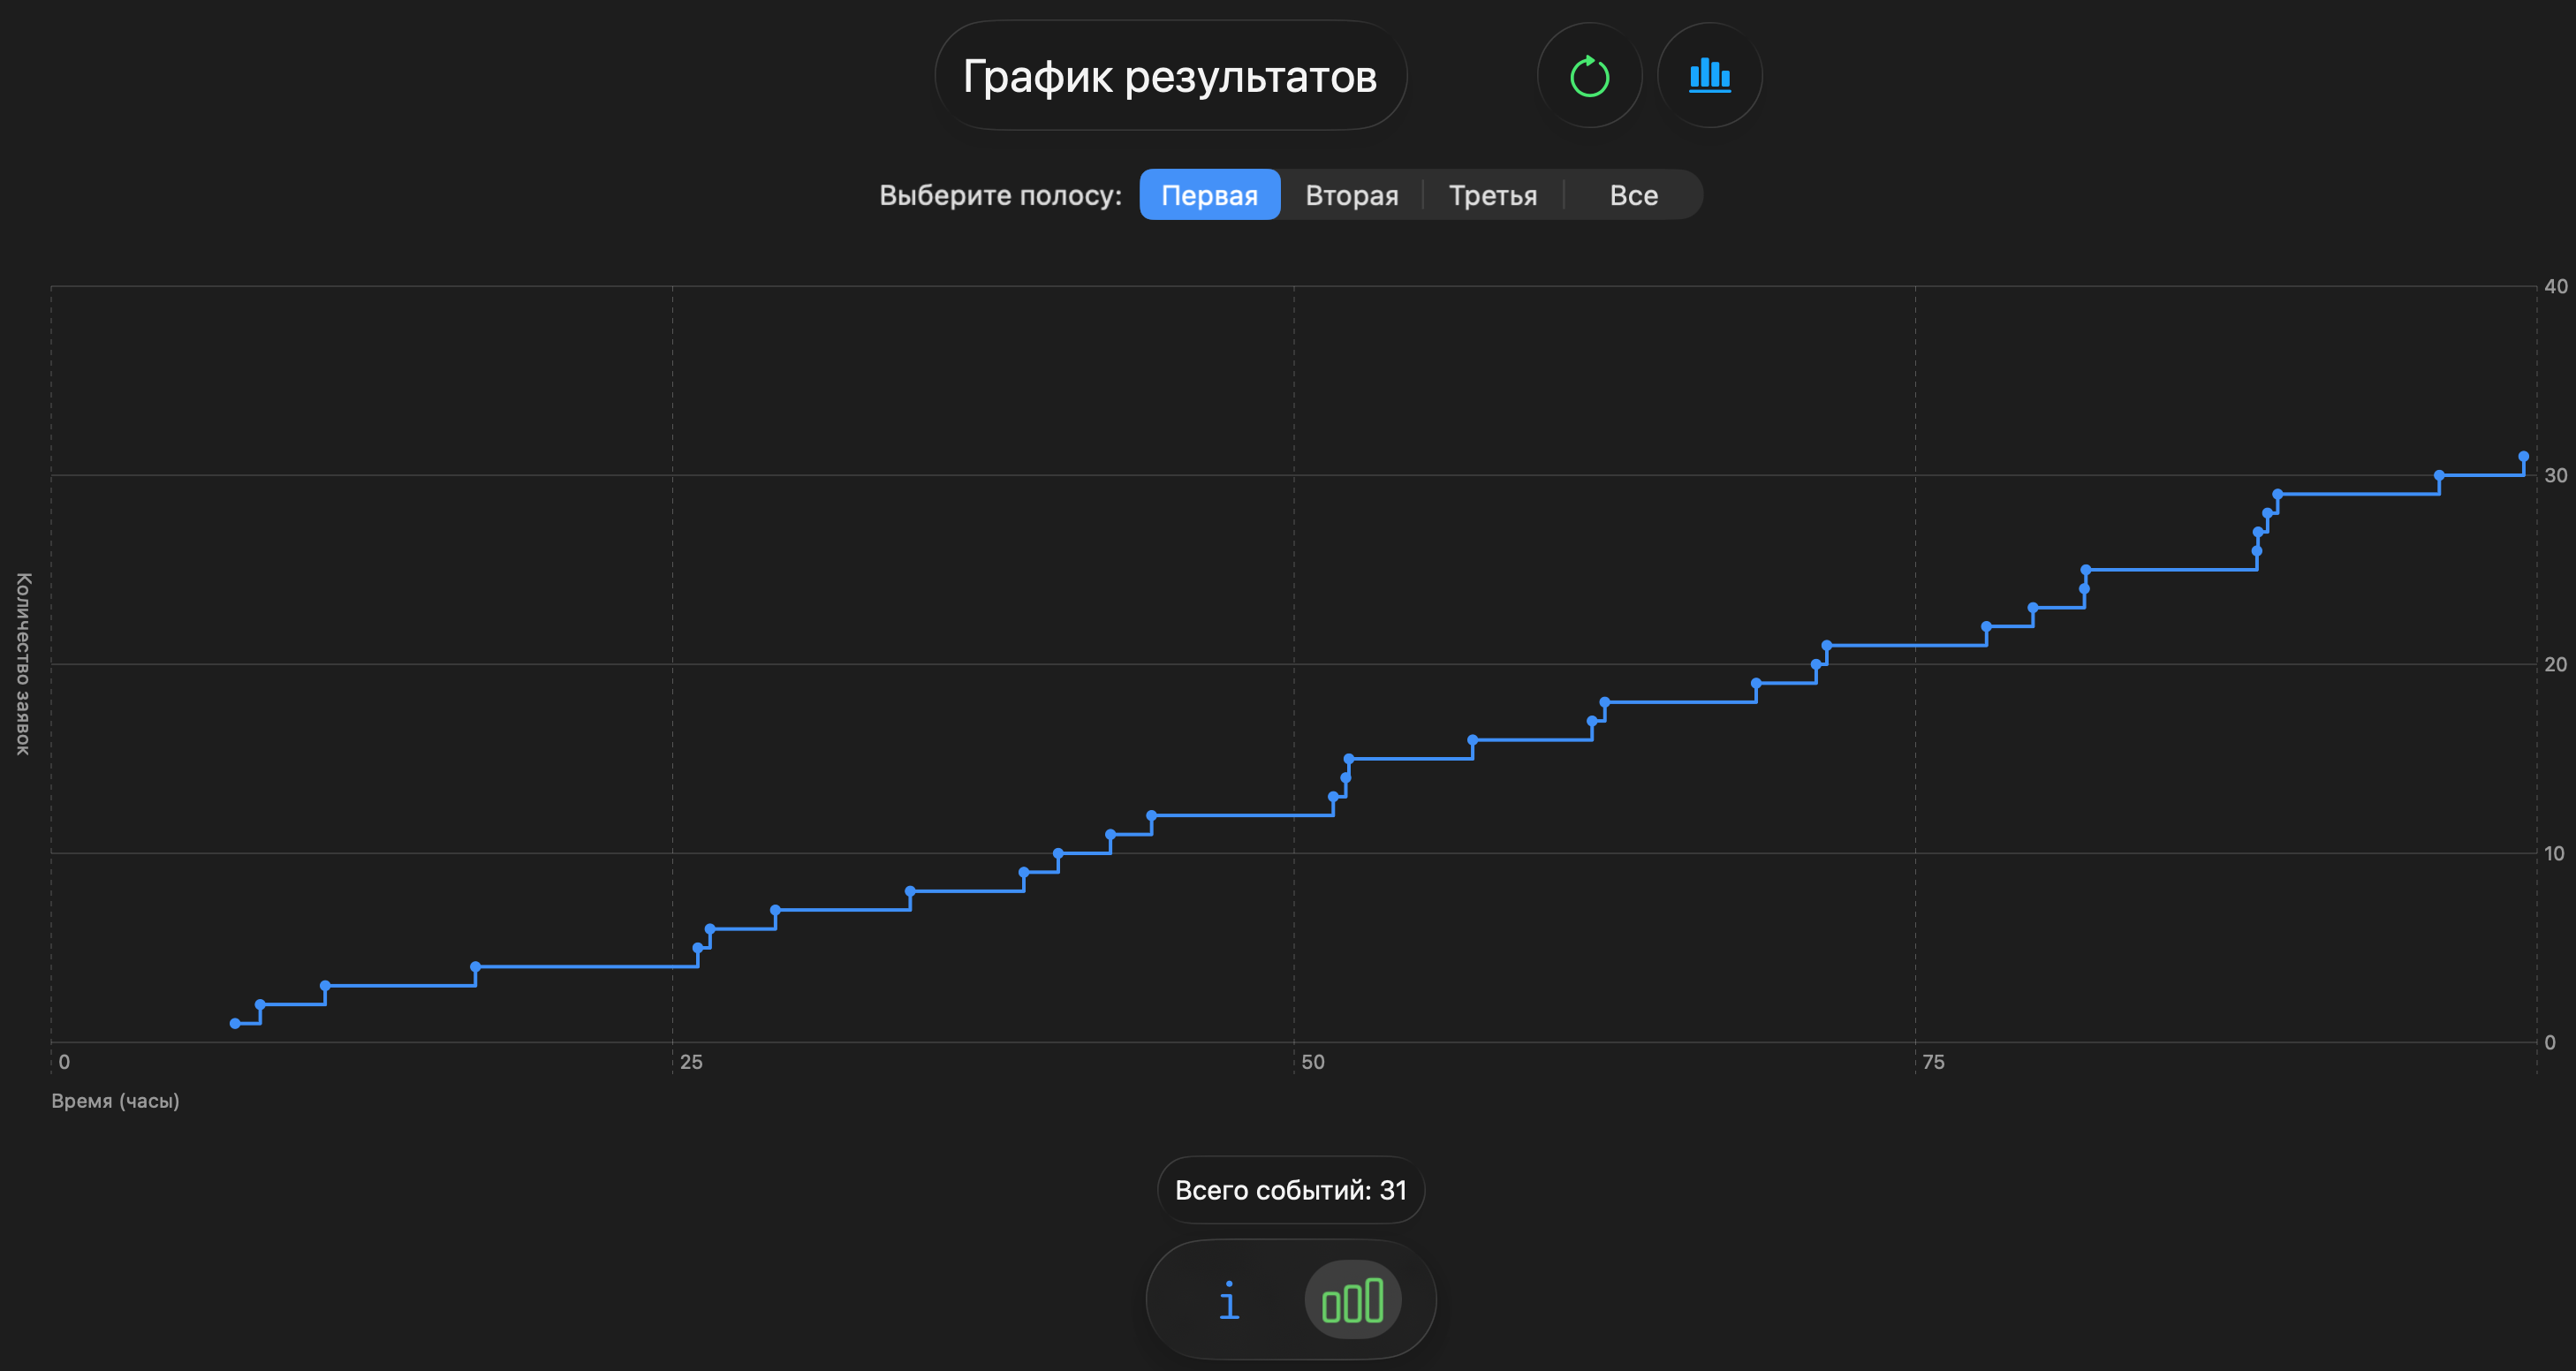 График результатов
Выберите полосу: Первая Вторая Третья Все
40
30
20
10
0
Количество заявок
0 25 50 75
Время (часы)
Всего событий: 31